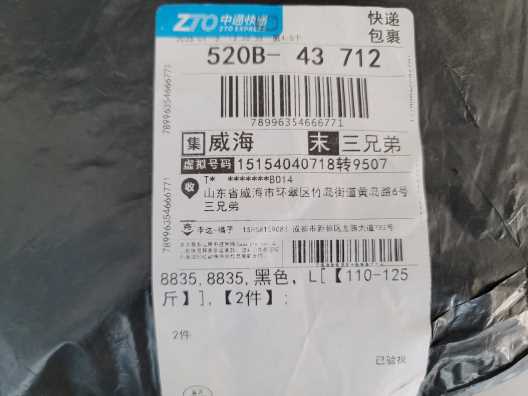 ZTO 中通快递
ZTO EXPRESS
快递
包裹
520B- 43 712
78996354666771
78996354666771
集 威海 末 三兄弟
虚拟号码 15154040718转9507
收 T* *******B014
山东省威海市环翠区竹岛街道黄岛路6号
三兄弟
8835,8835,黑色, L[【110-125
斤】],【2件】;
2件
已验视